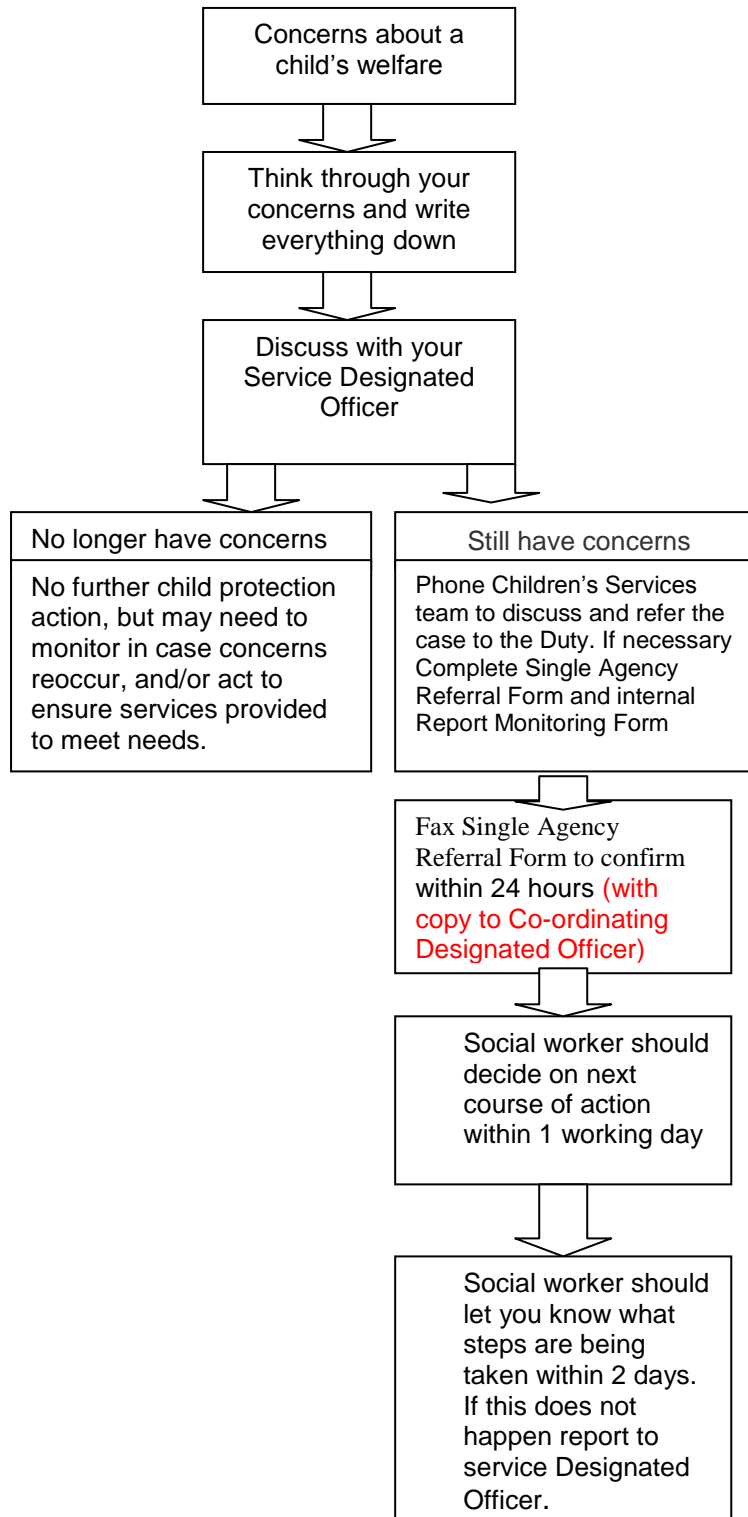 Concerns about a
child's welfare
Think through your
concerns and write
everything down
Discuss with your
Service Designated
Officer
No longer have concerns
No further child protection
action, but may need to
monitor in case concerns
reoccur, and/or act to
ensure services provided
to meet needs.
Still have concerns
Phone Children's Services
team to discuss and refer the
case to the Duty. If necessary
Complete Single Agency
Referral Form and internal
Report Monitoring Form
Fax Single Agency
Referral Form to confirm
within 24 hours (with
copy to Co-ordinating
Designated Officer)
Social worker should
decide on next
course of action
within 1 working day
Social worker should
let you know what
steps are being
taken within 2 days.
If this does not
happen report to
service Designated
Officer.